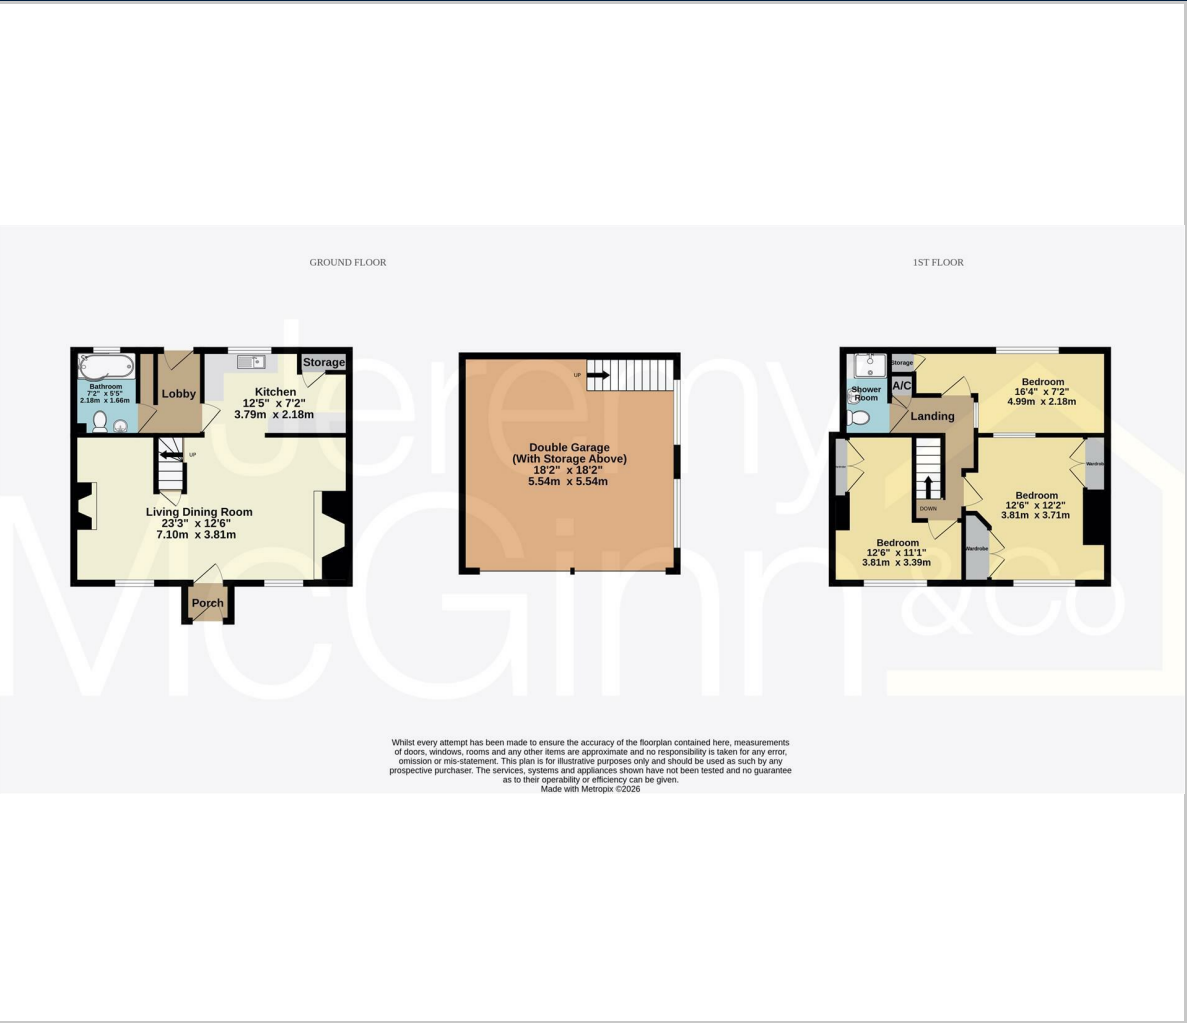 GROUND FLOOR
1ST FLOOR
Bathroom
7'2" x 5'5"
2.18m x 1.66m
Lobby
Storage
Kitchen
12'5" x 7'2"
3.79m x 2.18m
UP
Living Dining Room
23'3" x 12'6"
7.10m x 3.81m
Porch
UP
Double Garage
(With Storage Above)
18'2" x 18'2"
5.54m x 5.54m
Storage
A/C
Shower
Room
Landing
Bedroom
16'4" x 7'2"
4.99m x 2.18m
DOWN
Wardrobe
Bedroom
12'6" x 12'2"
3.81m x 3.71m
Bedroom
12'6" x 11'1"
3.81m x 3.39m
Wardrobe
Jeremy
McGinn &Co
Whilst every attempt has been made to ensure the accuracy of the floorplan contained here, measurements
of doors, windows, rooms and any other items are approximate and no responsibility is taken for any error,
omission or mis-statement. This plan is for illustrative purposes only and should be used as such by any
prospective purchaser. The services, systems and appliances shown have not been tested and no guarantee
as to their operability or efficiency can be given.
Made with Metropix ©2026